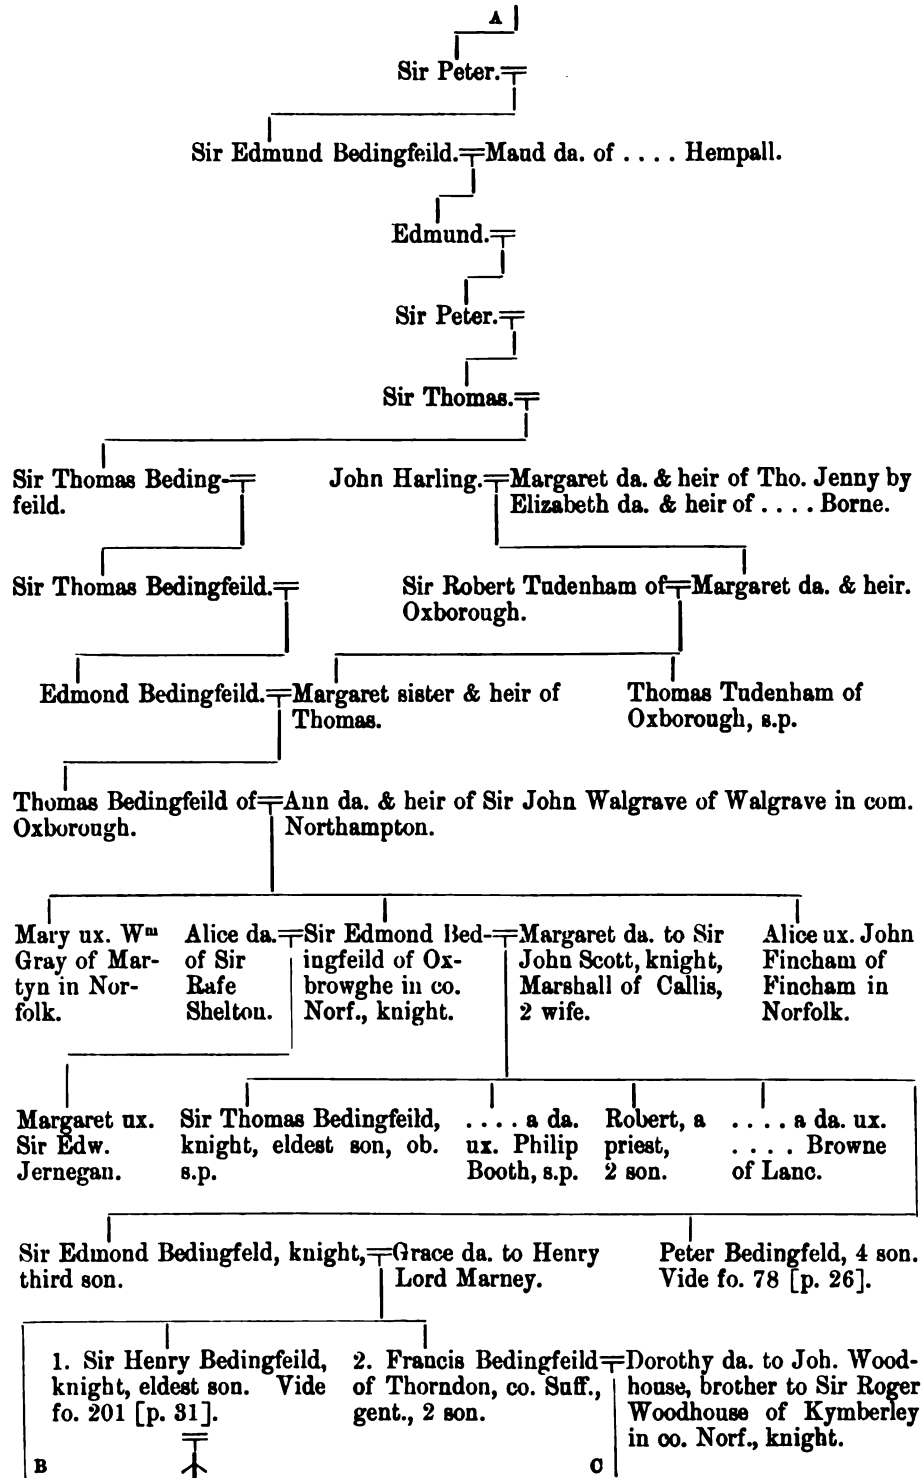 A
Sir Peter.
Sir Edmund Bedingfeild. Maud da. of . . . . Hempall.
Edmund.
Sir Peter.
Sir Thomas.
Sir Thomas Beding-
feild.
John Harling. Margaret da. & heir of Tho. Jenny by
Elizabeth da. & heir of . . . . Borne.
Sir Thomas Bedingfeild.
Sir Robert Tudenham of
Oxborough.
Margaret da. & heir.
Edmond Bedingfeild.
Margaret sister & heir of
Thomas.
Thomas Tudenham of
Oxborough, s.p.
Thomas Bedingfeild of
Oxborough.
Ann da. & heir of Sir John Walgrave of Walgrave in com.
Northampton.
Mary ux. Wm
Gray of Mar-
tyn in Nor-
folk.
Alice da.
of Sir
Rafe
Shelton.
Sir Edmond Bed-
ingfeild of Ox-
browghe in co.
Norf., knight.
Margaret da. to Sir
John Scott, knight,
Marshall of Callis,
2 wife.
Alice ux. John
Fincham of
Fincham in
Norfolk.
Margaret ux.
Sir Edw.
Jernegan.
Sir Thomas Bedingfeild,
knight, eldest son, ob.
s.p.
. . . . a da.
ux. Philip
Booth, s.p.
Robert, a
priest,
2 son.
. . . . a da. ux.
. . . . Browne
of Lanc.
Sir Edmond Bedingfeld, knight,
third son.
Grace da. to Henry
Lord Marney.
Peter Bedingfeld, 4 son.
Vide fo. 78 [p. 26].
1. Sir Henry Bedingfeild,
knight, eldest son. Vide
fo. 201 [p. 31].
2. Francis Bedingfeild
of Thorndon, co. Suff.,
gent., 2 son.
Dorothy da. to Joh. Wood-
house, brother to Sir Roger
Woodhouse of Kymberley
in co. Norf., knight.
B
C